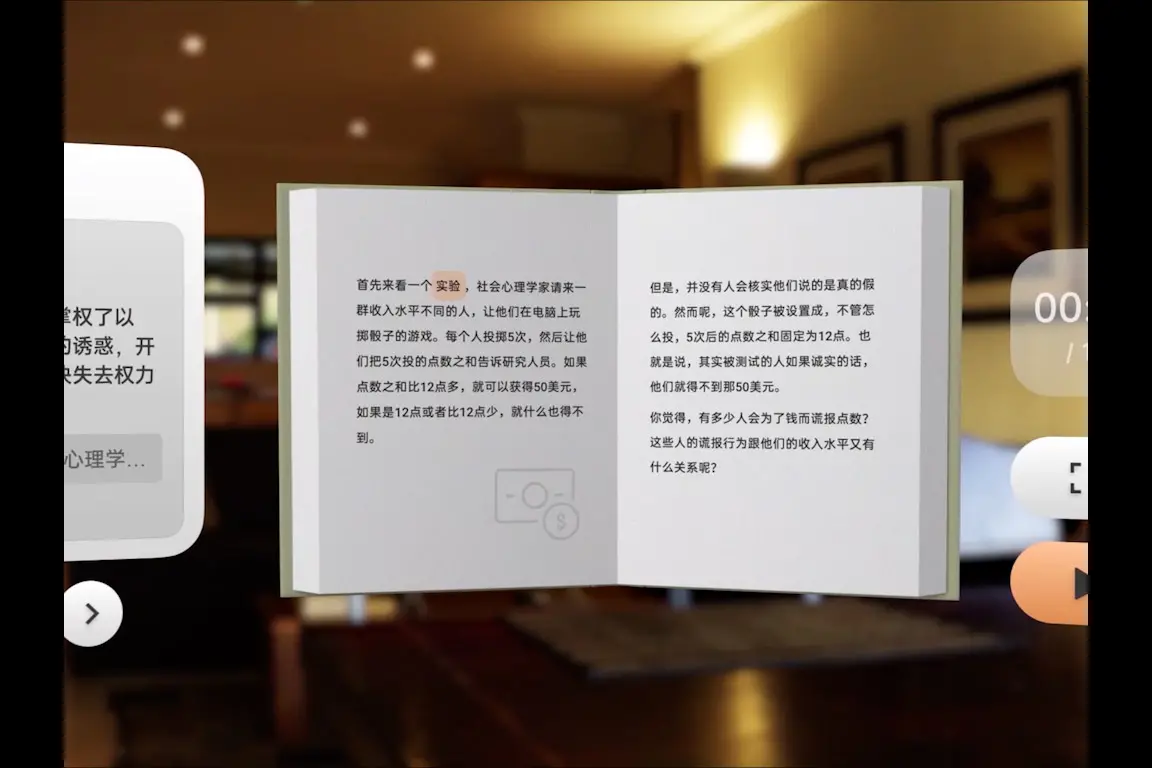 掌权了以
的诱惑，开
快失去权力
心理学...
首先来看一个 实验 ，社会心理学家请来一
群收入水平不同的人，让他们在电脑上玩
掷骰子的游戏。每个人投掷5次，然后让他
们把5次投的点数之和告诉研究人员。如果
点数之和比12点多，就可以获得50美元，
如果是12点或者比12点少，就什么也得不
到。
$
但是，并没有人会核实他们说的是真的假
的。然而呢，这个骰子被设置成，不管怎
么投，5次后的点数之和固定为12点。也
就是说，其实被测试的人如果诚实的话，
他们就得不到那50美元。
你觉得，有多少人会为了钱而谎报点数？
这些人的谎报行为跟他们的收入水平又有
什么关系呢？
00:
/ 1